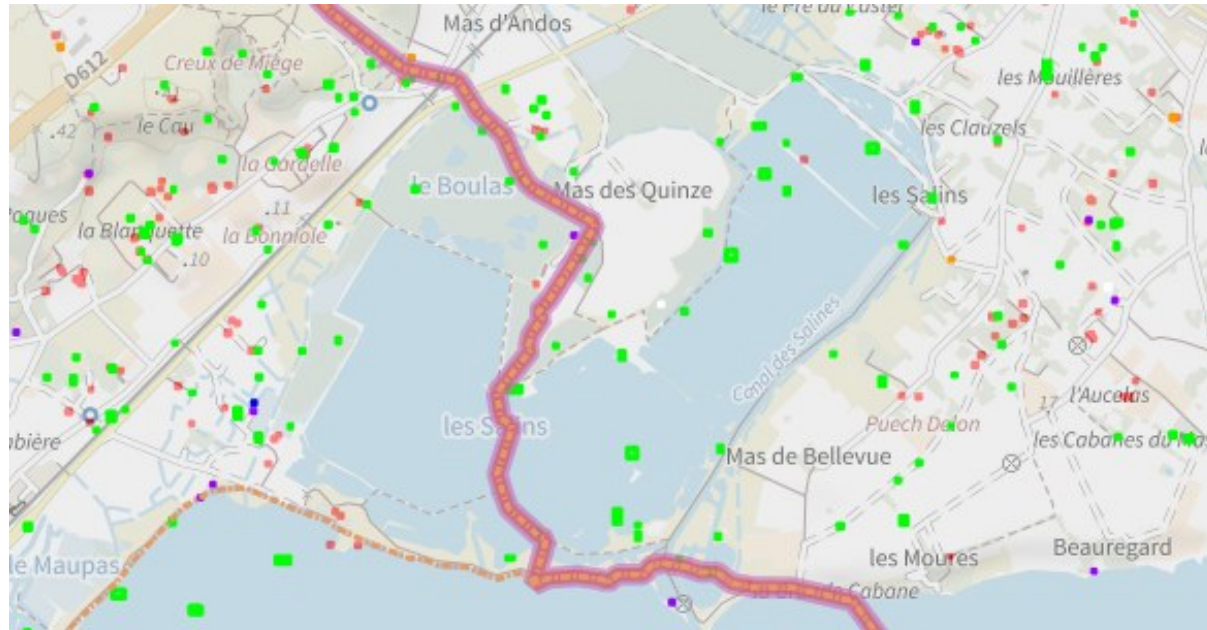 Mas d'Andos
D612
Creux de Miège
les Mouillères
.42
le Cau
les Clauzels
la Gardelle
le Boulas
Mas des Quinze
les Salins
.11
la Blanquette
la Bonniole
.10
Canal des Salines
17
l'Aucelas
les Salins
Puech Delon
les Cabanes du Mas
Mas de Bellevue
le Maupas
les Moures
Beauregard
Cabane